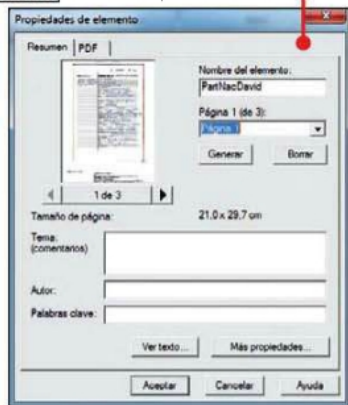 Propiedades de elemento
Resumen PDF
Nombre del elemento:
PartNacDavid
Página 1 (de 3):
Página 1
Generar Borrar
1 de 3
Tamaño de página: 21,0 x 29,7 cm
Tema:
(comentarios)
Autor:
Palabras clave:
Ver texto... Más propiedades...
Aceptar Cancelar Ayuda